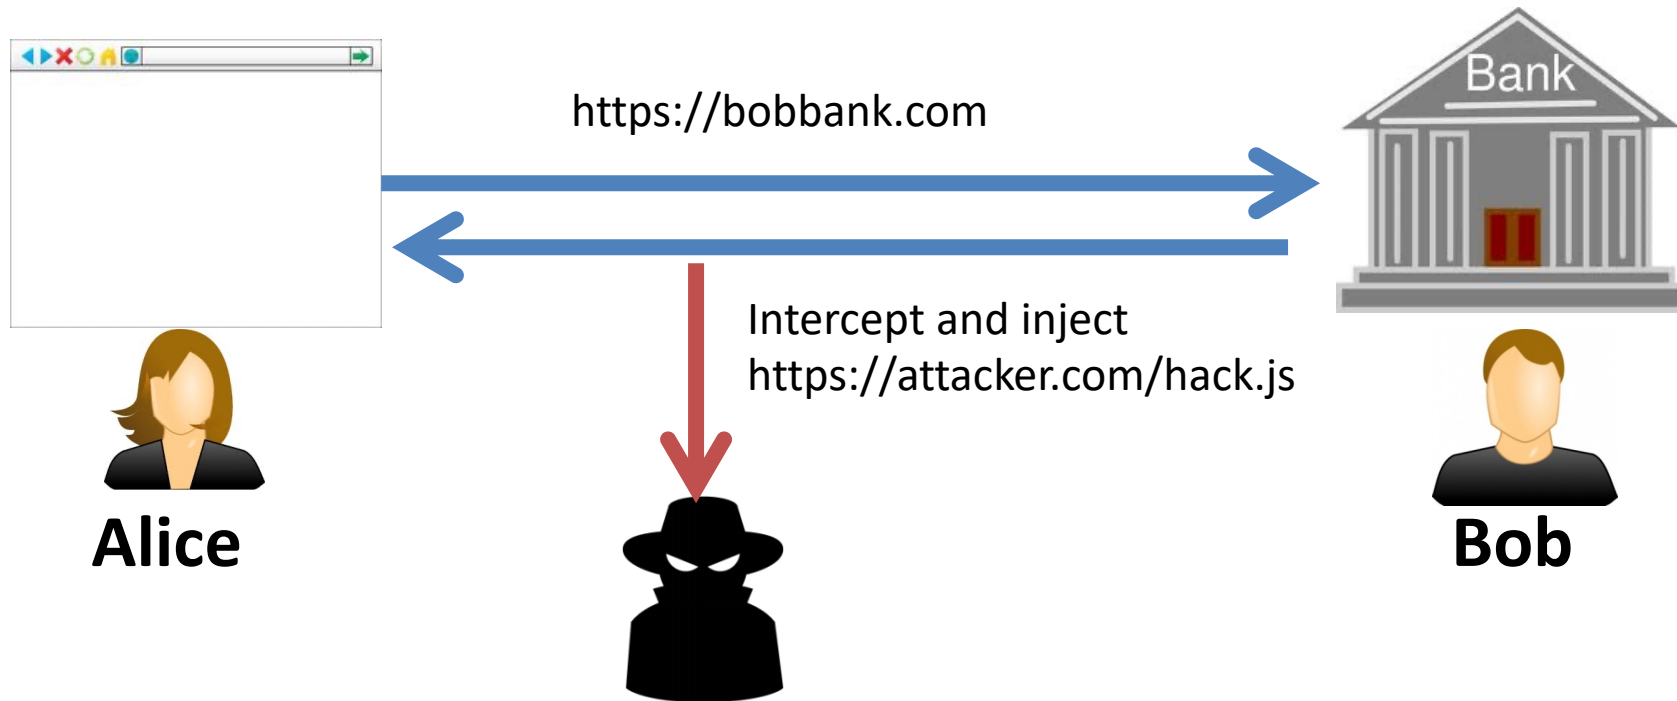 Bank
https://bobbank.com
Intercept and inject
https://attacker.com/hack.js
Alice
Bob